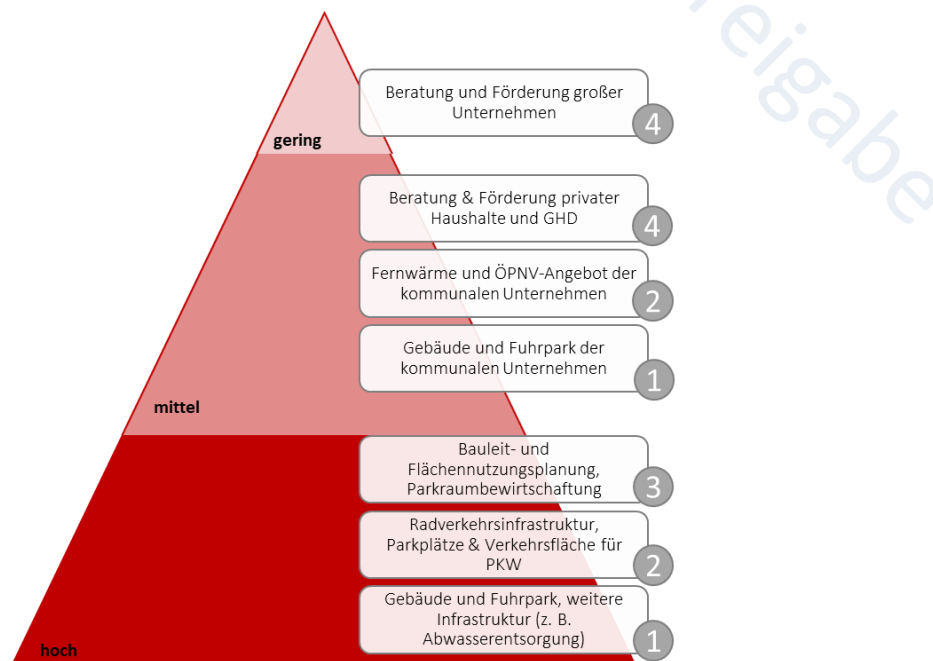 Beratung und Förderung großer
Unternehmen
4
gering
Beratung & Förderung privater
Haushalte und GHD
4
Fernwärme und ÖPNV-Angebot der
kommunalen Unternehmen
2
Gebäude und Fuhrpark der
kommunalen Unternehmen
1
mittel
Bauleit- und
Flächennutzungsplanung,
Parkraumbewirtschaftung
3
Radverkehrsinfrastruktur,
Parkplätze & Verkehrsfläche für
PKW
2
Gebäude und Fuhrpark, weitere
Infrastruktur (z. B.
Abwasserentsorgung)
1
hoch
reigabe